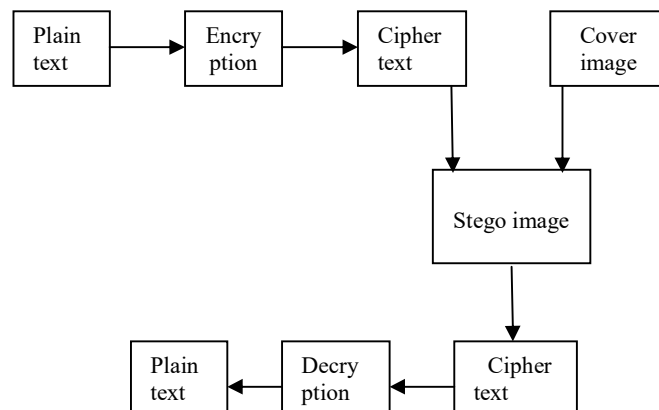 Plain
text
Encry
ption
Cipher
text
Cover
image
Stego image
Plain
text
Decry
ption
Cipher
text